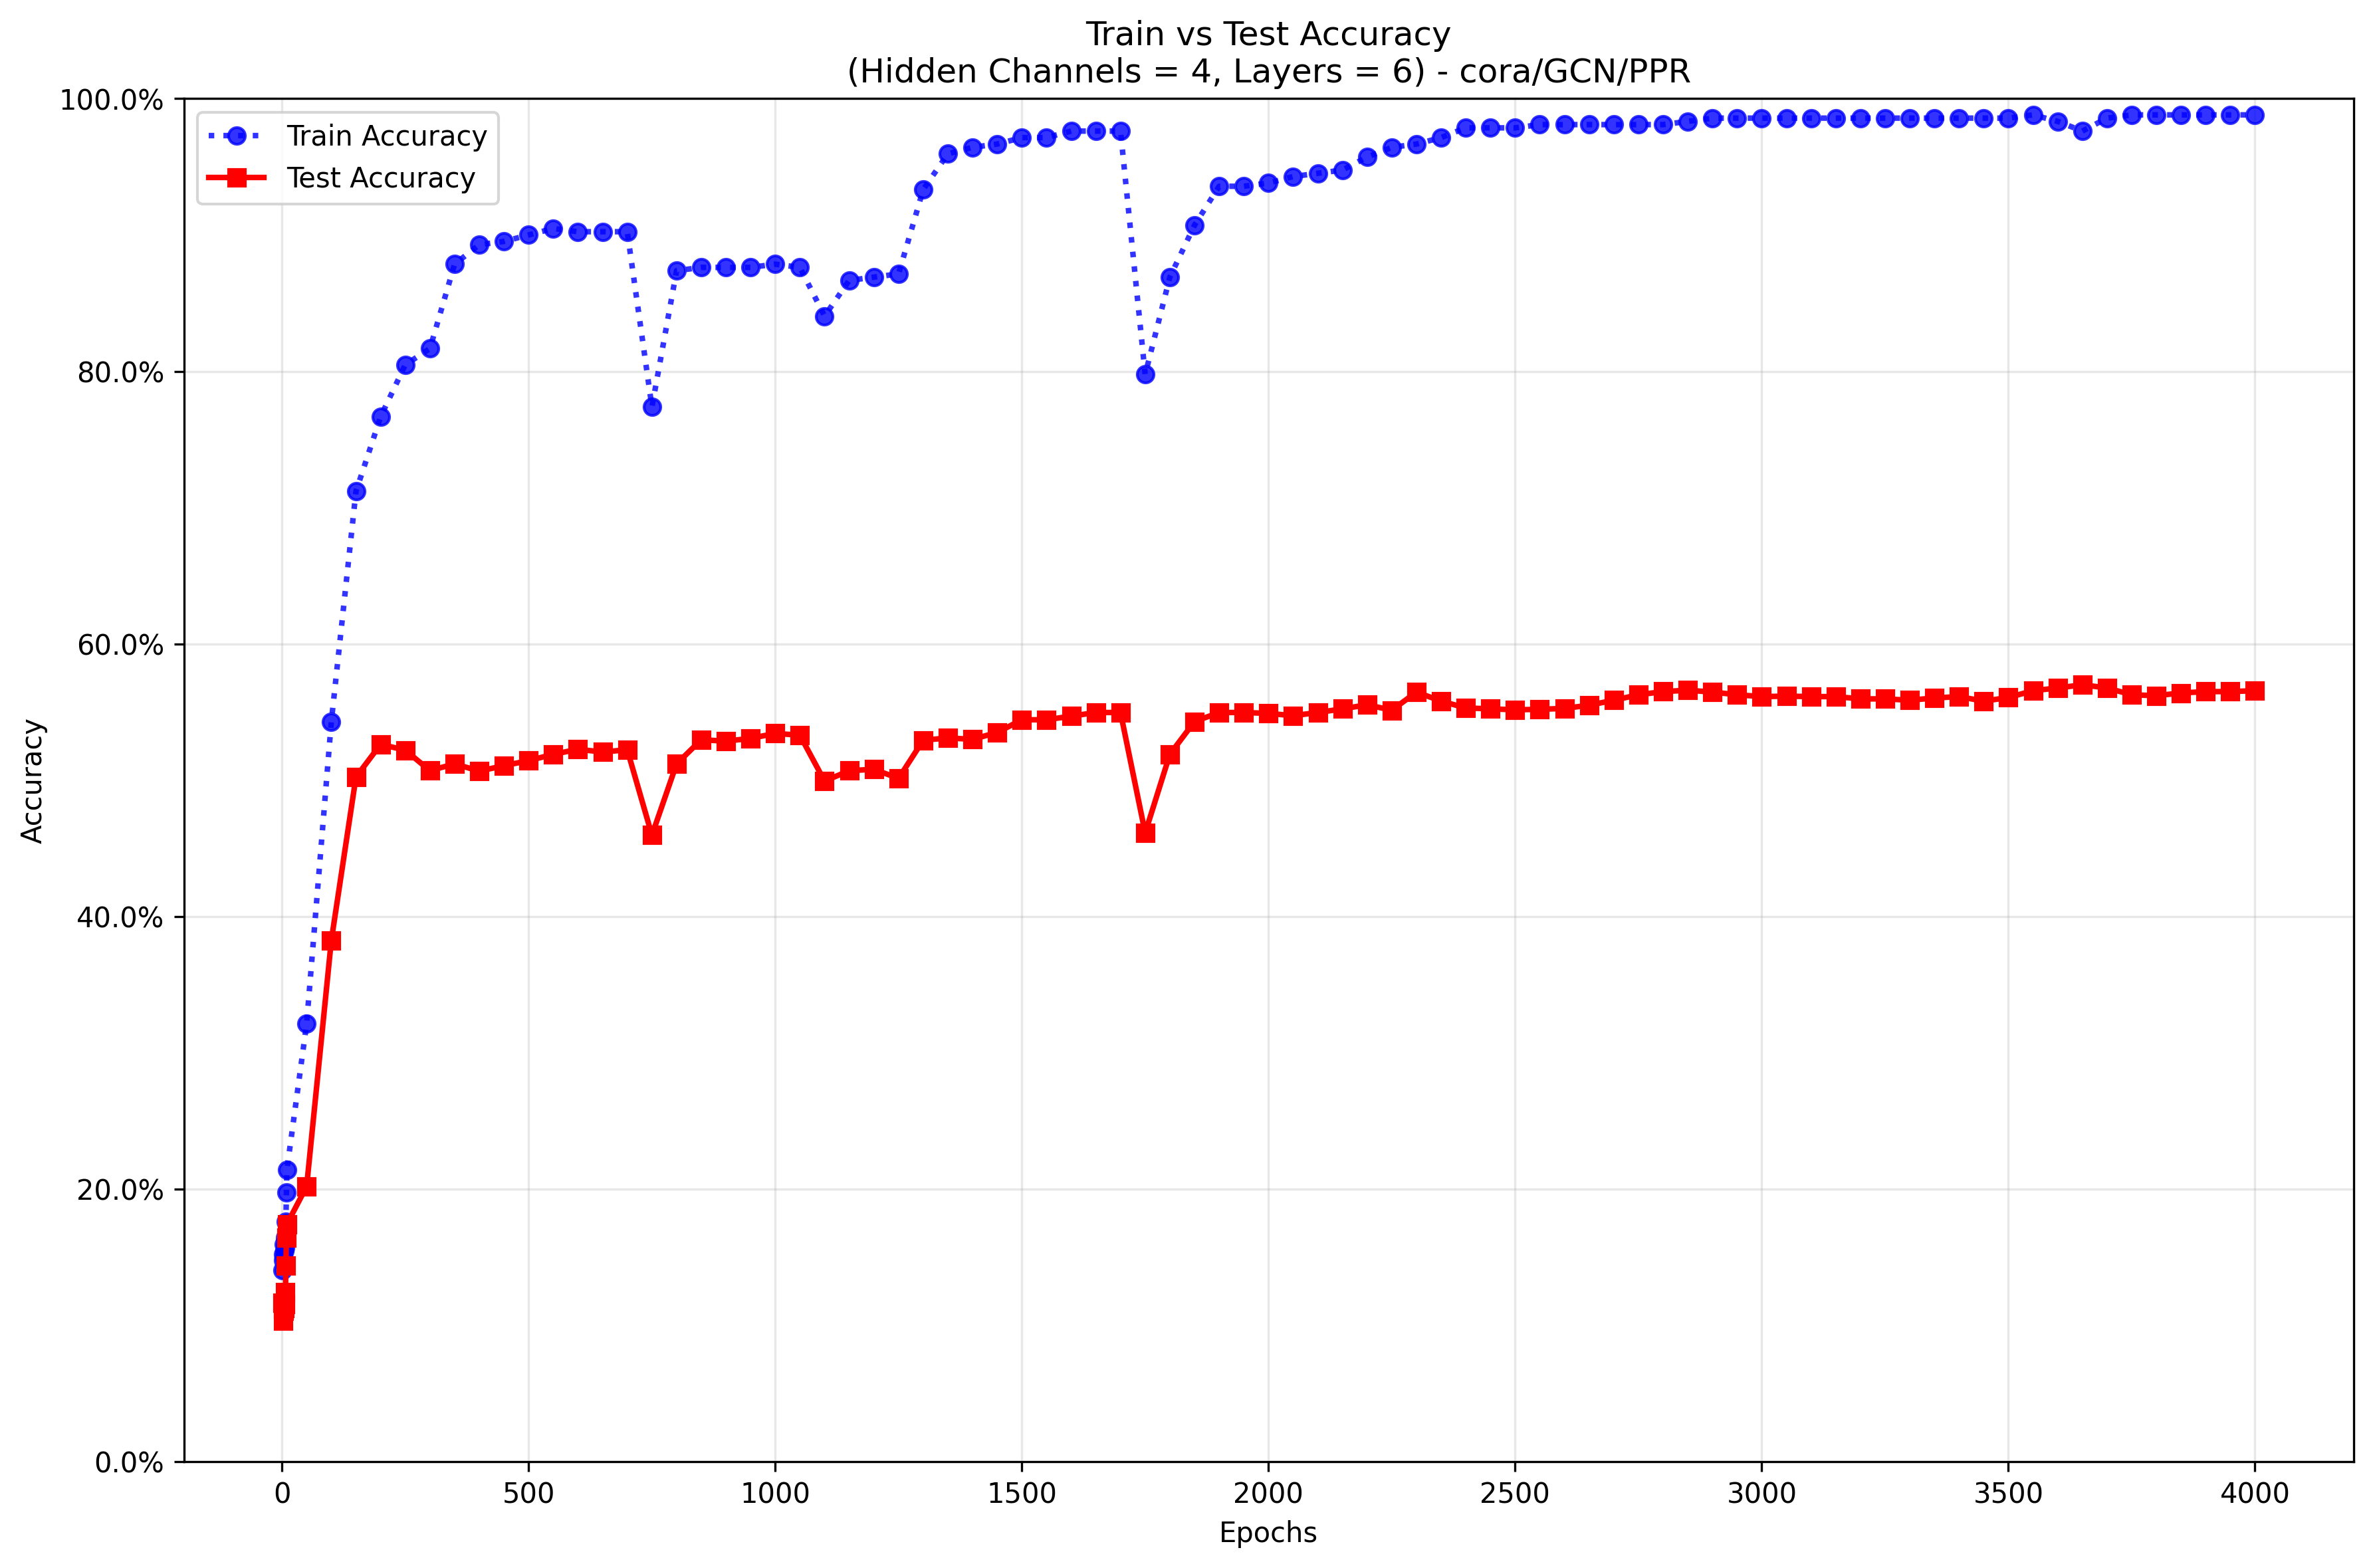 Train vs Test Accuracy
(Hidden Channels = 4, Layers = 6) - cora/GCN/PPR
Train Accuracy
Test Accuracy
Accuracy
100.0%
80.0%
60.0%
40.0%
20.0%
0.0%
0 500 1000 1500 2000 2500 3000 3500 4000
Epochs